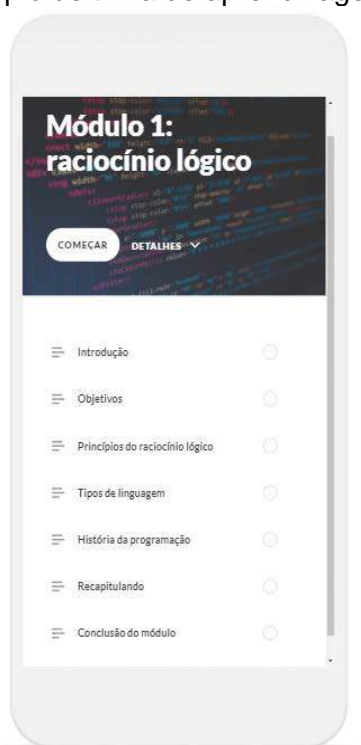 Módulo 1:
raciocínio lógico
COMEÇAR DETALHES
Introdução
Objetivos
Princípios do raciocínio lógico
Tipos de linguagem
História da programação
Recapitulando
Conclusão do módulo